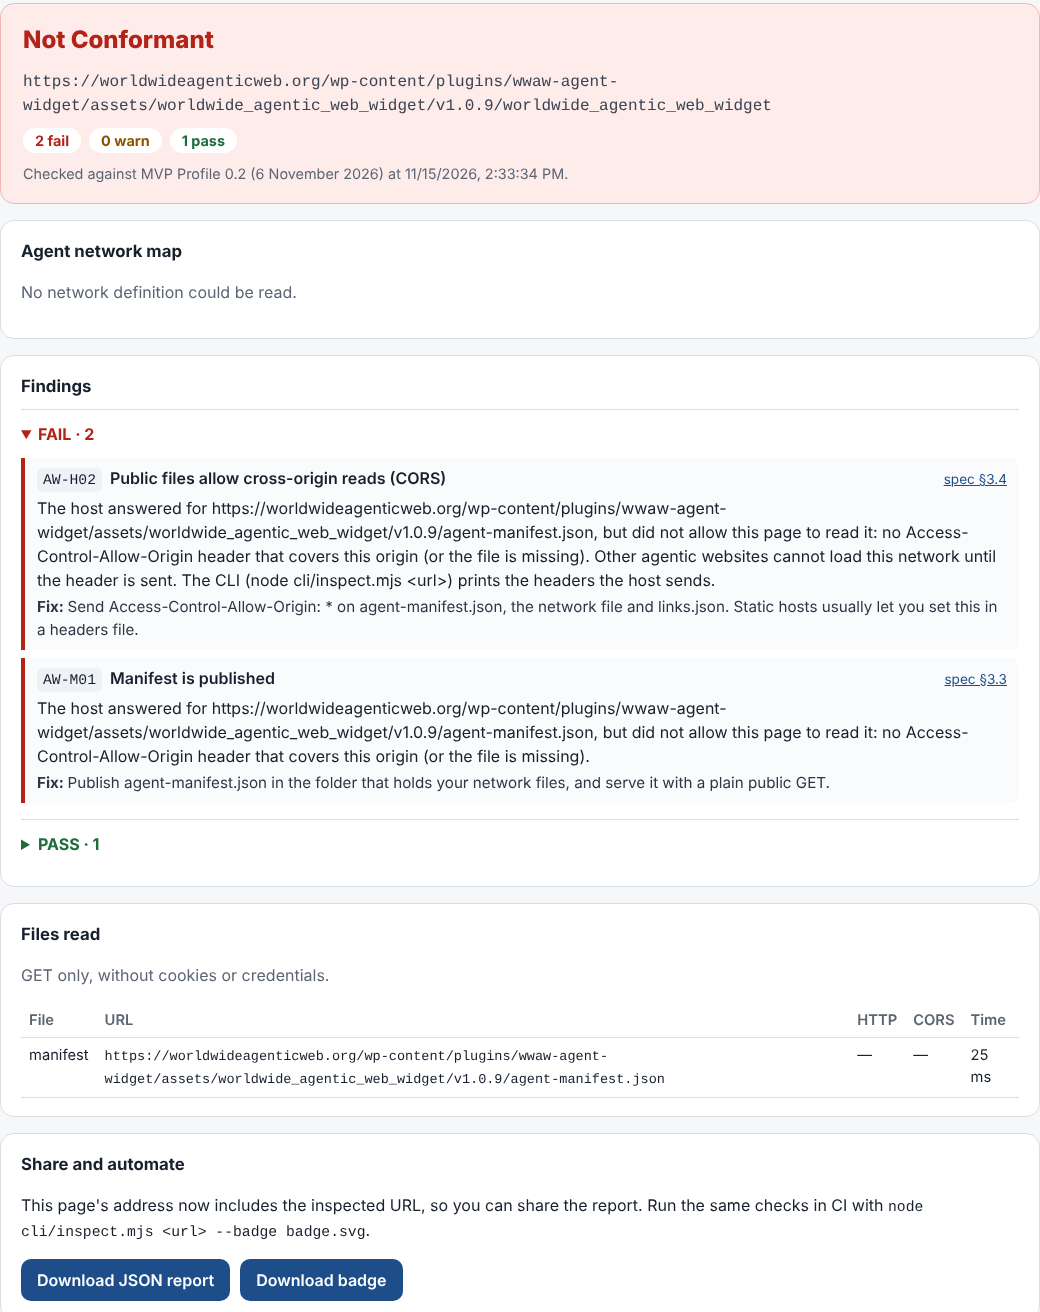 Not Conformant
https://worldwideagenticweb.org/wp-content/plugins/wwaw-agent-
widget/assets/worldwide_agentic_web_widget/v1.0.9/worldwide_agentic_web_widget
2 fail 0 warn 1 pass
Checked against MVP Profile 0.2 (6 November 2026) at 11/15/2026, 2:33:34 PM.
Agent network map
No network definition could be read.
Findings
▼ FAIL · 2
AW-H02 Public files allow cross-origin reads (CORS) spec §3.4
The host answered for https://worldwideagenticweb.org/wp-content/plugins/wwaw-agent-
widget/assets/worldwide_agentic_web_widget/v1.0.9/agent-manifest.json, but did not allow this page to read it: no Access-
Control-Allow-Origin header that covers this origin (or the file is missing). Other agentic websites cannot load this network until
the header is sent. The CLI (node cli/inspect.mjs <url>) prints the headers the host sends.
Fix: Send Access-Control-Allow-Origin: * on agent-manifest.json, the network file and links.json. Static hosts usually let you set this in
a headers file.
AW-M01 Manifest is published spec §3.3
The host answered for https://worldwideagenticweb.org/wp-content/plugins/wwaw-agent-
widget/assets/worldwide_agentic_web_widget/v1.0.9/agent-manifest.json, but did not allow this page to read it: no Access-
Control-Allow-Origin header that covers this origin (or the file is missing).
Fix: Publish agent-manifest.json in the folder that holds your network files, and serve it with a plain public GET.
▶ PASS · 1
Files read
GET only, without cookies or credentials.
File URL HTTP CORS Time
manifest https://worldwideagenticweb.org/wp-content/plugins/wwaw-agent- — — 25
widget/assets/worldwide_agentic_web_widget/v1.0.9/agent-manifest.json ms
Share and automate
This page's address now includes the inspected URL, so you can share the report. Run the same checks in CI with node
cli/inspect.mjs <url> --badge badge.svg.
Download JSON report Download badge